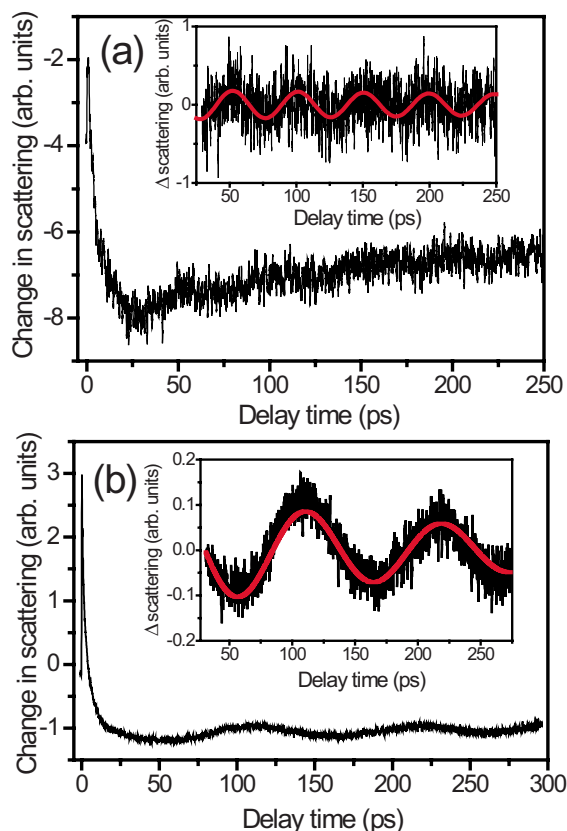 (a)
Change in scattering (arb. units)
-2
-4
-6
-8
0 50 100 150 200 250
Delay time (ps)
Δ scattering (arb. units)
1
0
-1
50 100 150 200 250
Delay time (ps)
(b)
Change in scattering (arb. units)
3
2
1
0
-1
0 50 100 150 200 250 300
Delay time (ps)
Δ scattering (arb. units)
0.2
0.1
0.0
-0.1
-0.2
50 100 150 200 250
Delay time (ps)